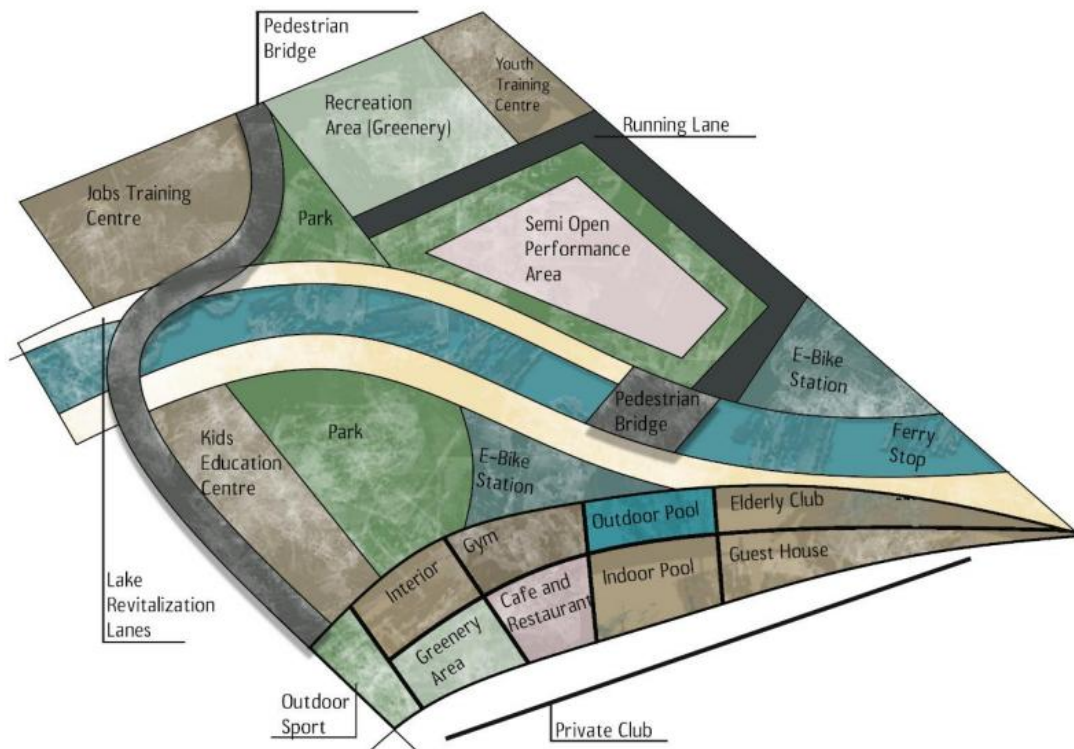 Pedestrian
Bridge
Youth
Training
Centre
Recreation
Area (Greenery)
Running Lane
Jobs Training
Centre
Park
Semi Open
Performance
Area
E-Bike
Station
Pedestrian
Bridge
Ferry
Stop
Kids
Education
Centre
Park
E-Bike
Station
Outdoor Pool
Elderly Club
Gym
Interior
Indoor Pool
Guest House
Cafe and
Restaurant
Greenery
Area
Lake
Revitalization
Lanes
Outdoor
Sport
Private Club